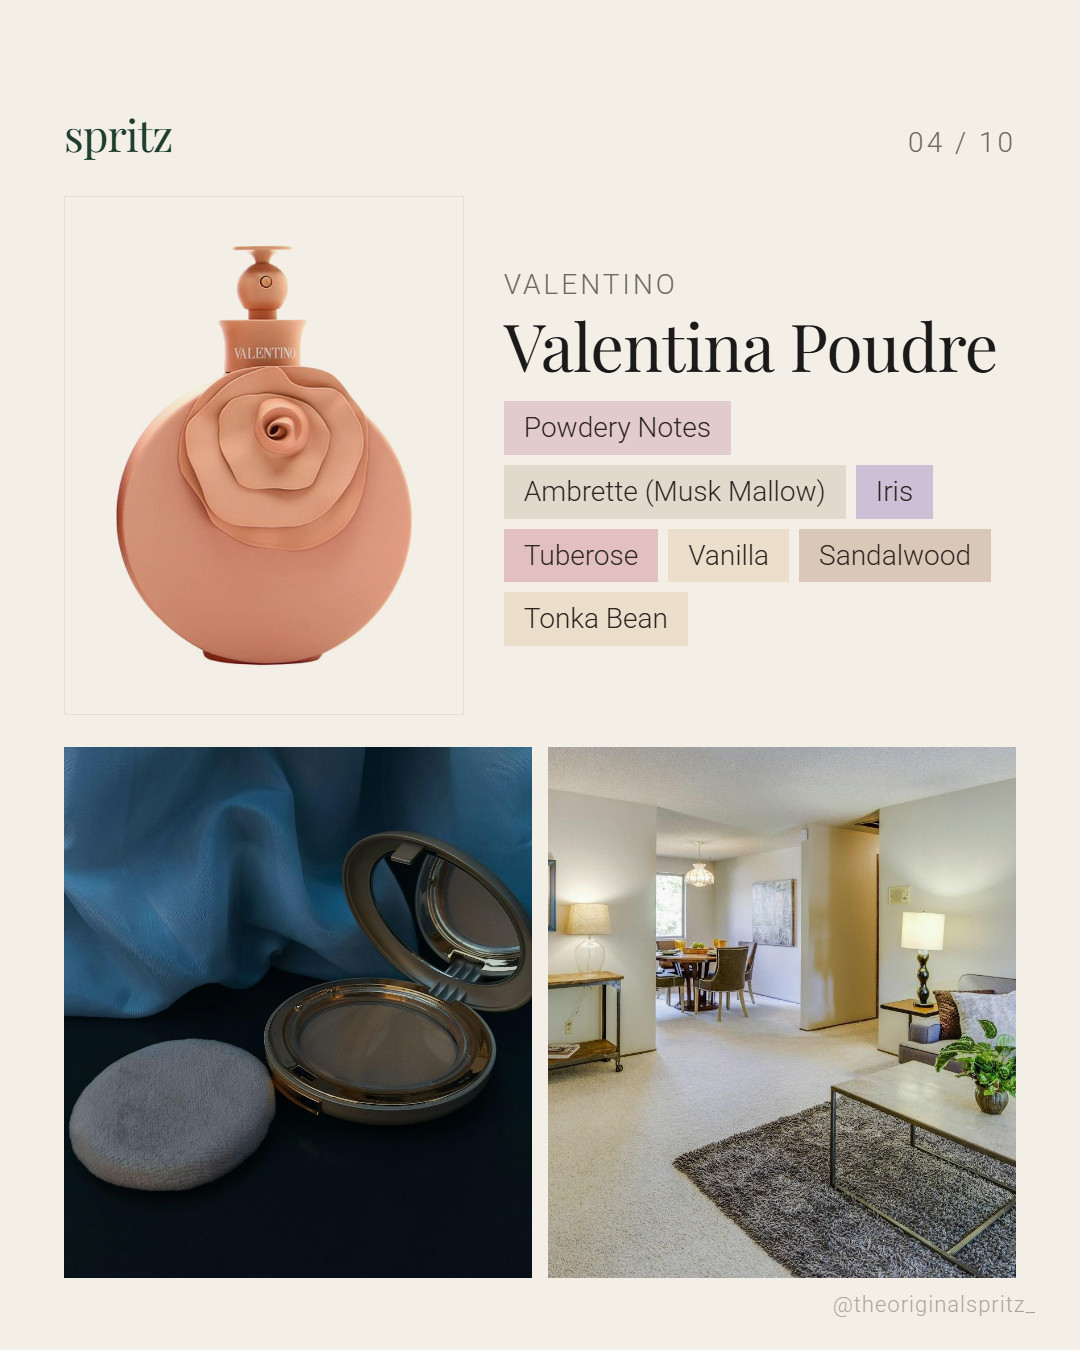 spritz
04 / 10
VALENTINO
VALENTINO
Valentina Poudre
Powdery Notes
Ambrette (Musk Mallow)
Iris
Tuberose
Vanilla
Sandalwood
Tonka Bean
@theoriginalspritz_